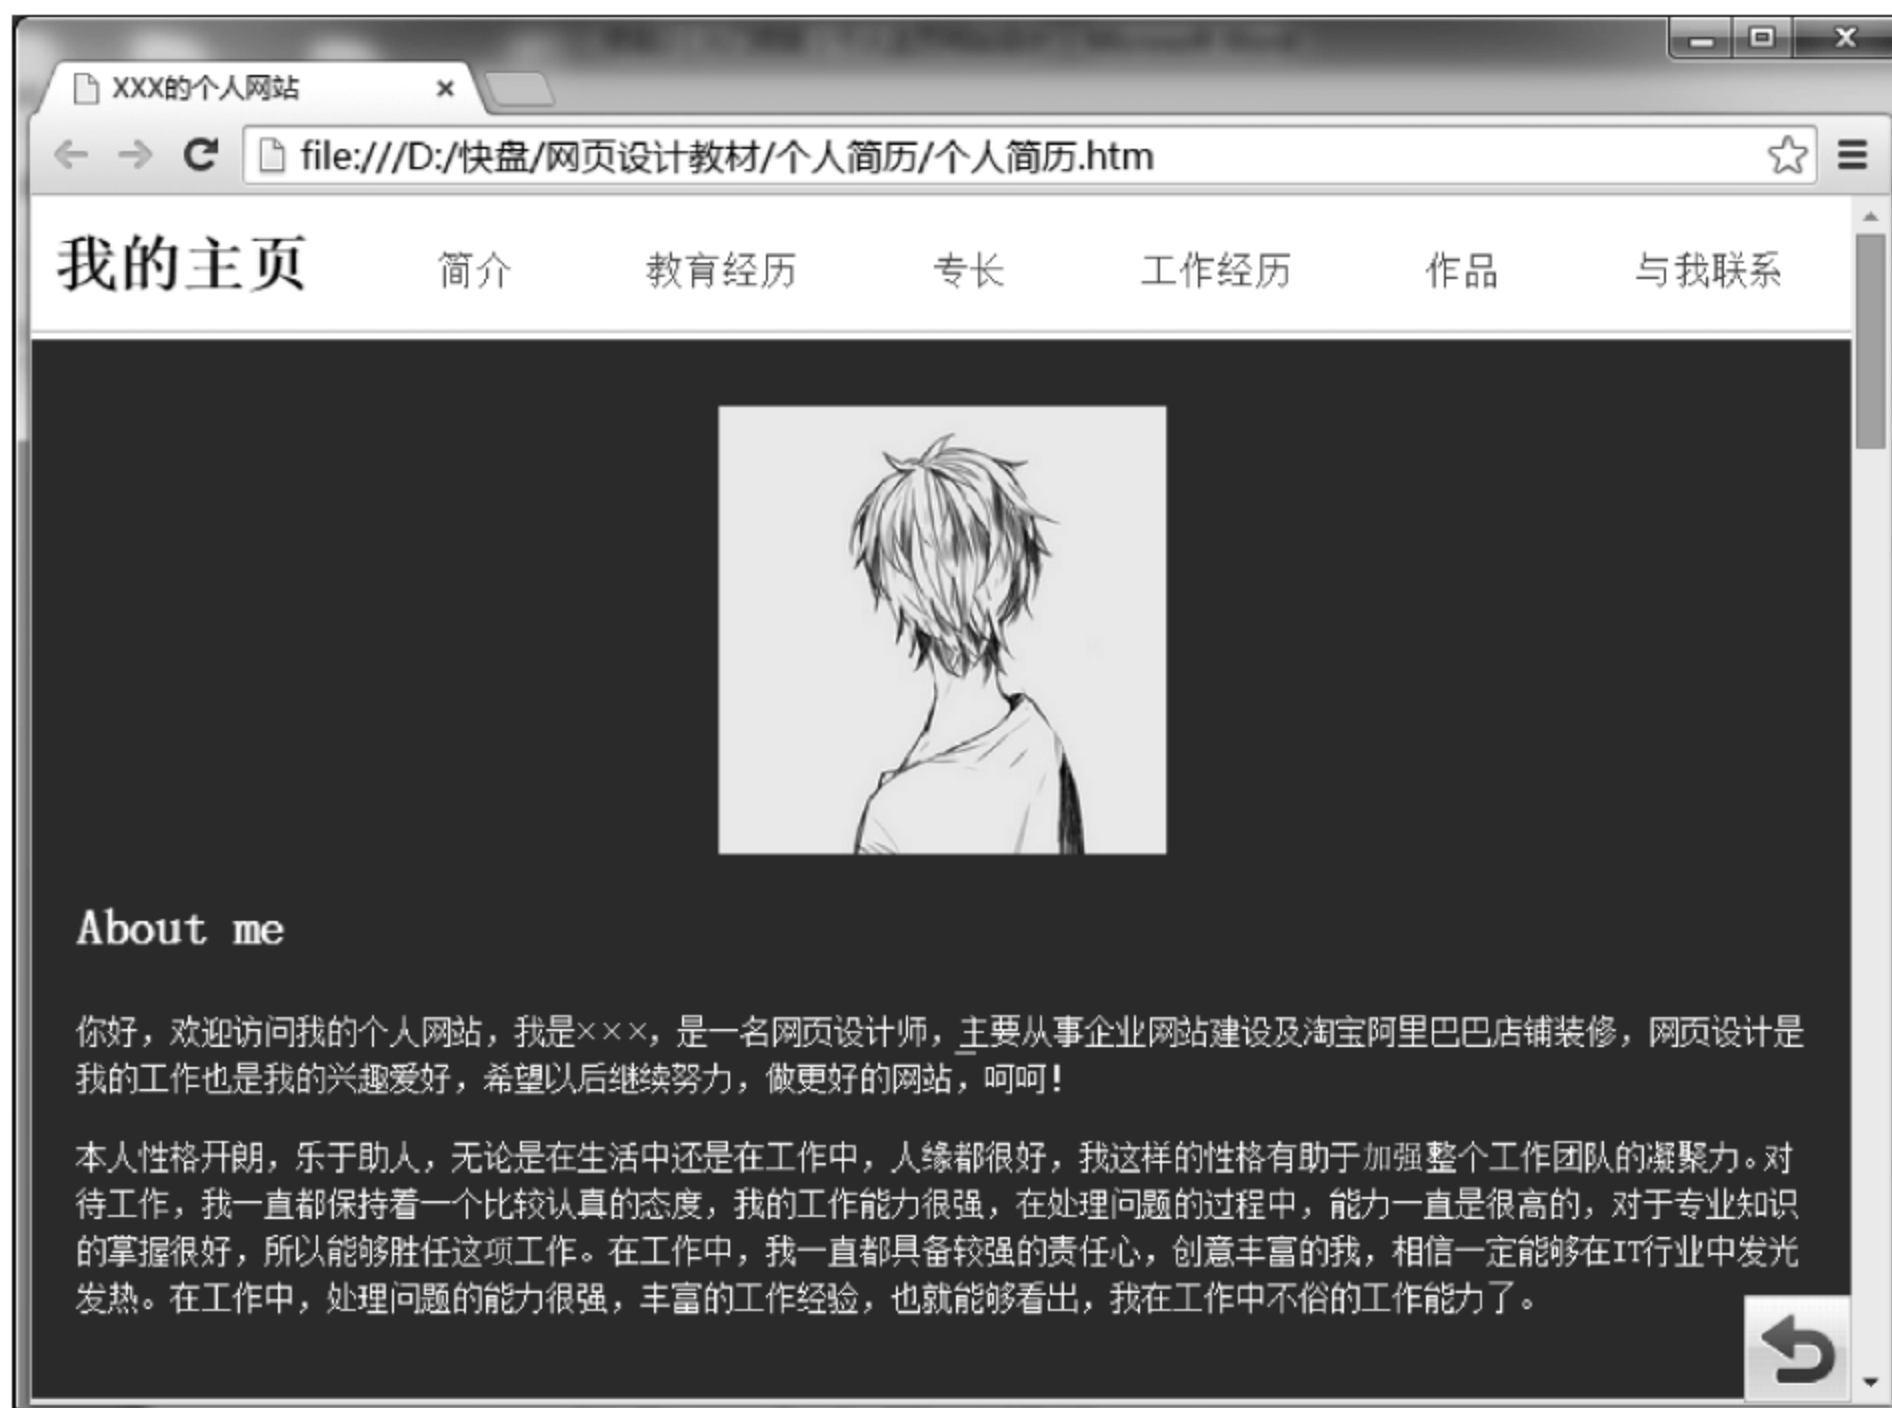 XXX的个人网站
file:///D:/快盘/网页设计教材/个人简历/个人简历.htm
我的主页 简介 教育经历 专长 工作经历 作品 与我联系
About me
你好，欢迎访问我的个人网站，我是×××，是一名网页设计师，主要从事企业网站建设及淘宝阿里巴巴店铺装修，网页设计是
我的工作也是我的兴趣爱好，希望以后继续努力，做更好的网站，呵呵！
本人性格开朗，乐于助人，无论是在生活中还是在工作中，人缘都很好，我这样的性格有助于加强整个工作团队的凝聚力。对
待工作，我一直都保持着一个比较认真的态度，我的工作能力很强，在处理问题的过程中，能力一直是很高的，对于专业知识
的掌握很好，所以能够胜任这项工作。在工作中，我一直都具备较强的责任心，创意丰富的我，相信一定能够在IT行业中发光
发热。在工作中，处理问题的能力很强，丰富的工作经验，也就能够看出，我在工作中不俗的工作能力了。